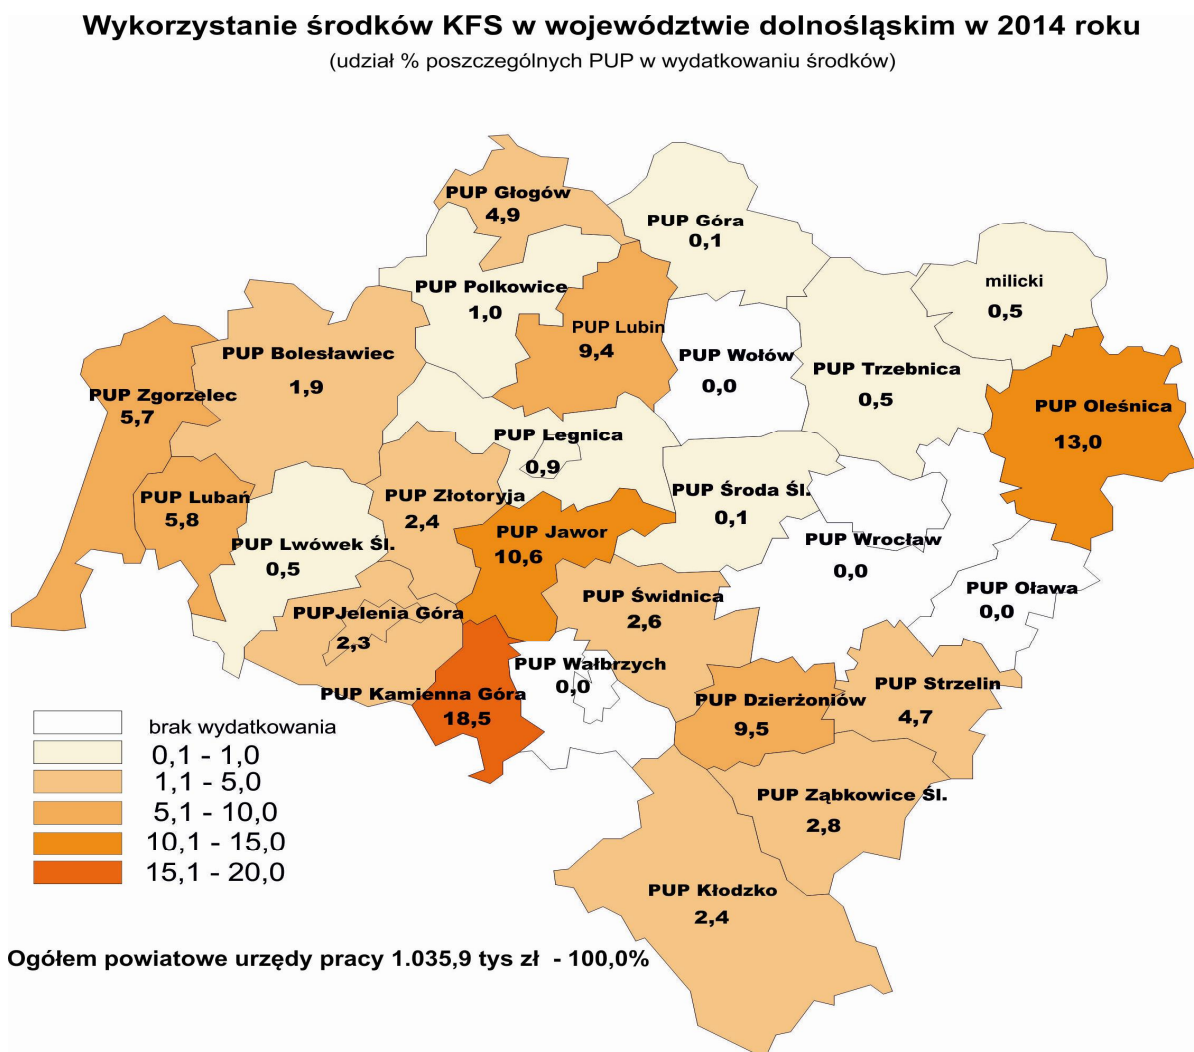 Wykorzystanie środków KFS w województwie dolnośląskim w 2014 roku
(udział % poszczególnych PUP w wydatkowaniu środków)
PUP Głogów
4,9
PUP Góra
0,1
PUP Polkowice
1,0
milicki
0,5
PUP Lubin
9,4
PUP Bolesławiec
1,9
PUP Wołów
0,0
PUP Trzebnica
0,5
PUP Zgorzelec
5,7
PUP Oleśnica
13,0
PUP Legnica
0,9
PUP Lubań
5,8
PUP Złotoryja
2,4
PUP Środa Śl.
0,1
PUP Lwówek Śl.
0,5
PUP Jawor
10,6
PUP Wrocław
0,0
PUP Oława
0,0
PUPJelenia Góra
2,3
PUP Świdnica
2,6
PUP Wałbrzych
0,0
PUP Kamienna Góra
18,5
PUP Dzierżoniów
9,5
PUP Strzelin
4,7
PUP Ząbkowice Śl.
2,8
PUP Kłodzko
2,4
brak wydatkowania
0,1 - 1,0
1,1 - 5,0
5,1 - 10,0
10,1 - 15,0
15,1 - 20,0
Ogółem powiatowe urzędy pracy 1.035,9 tys zł - 100,0%